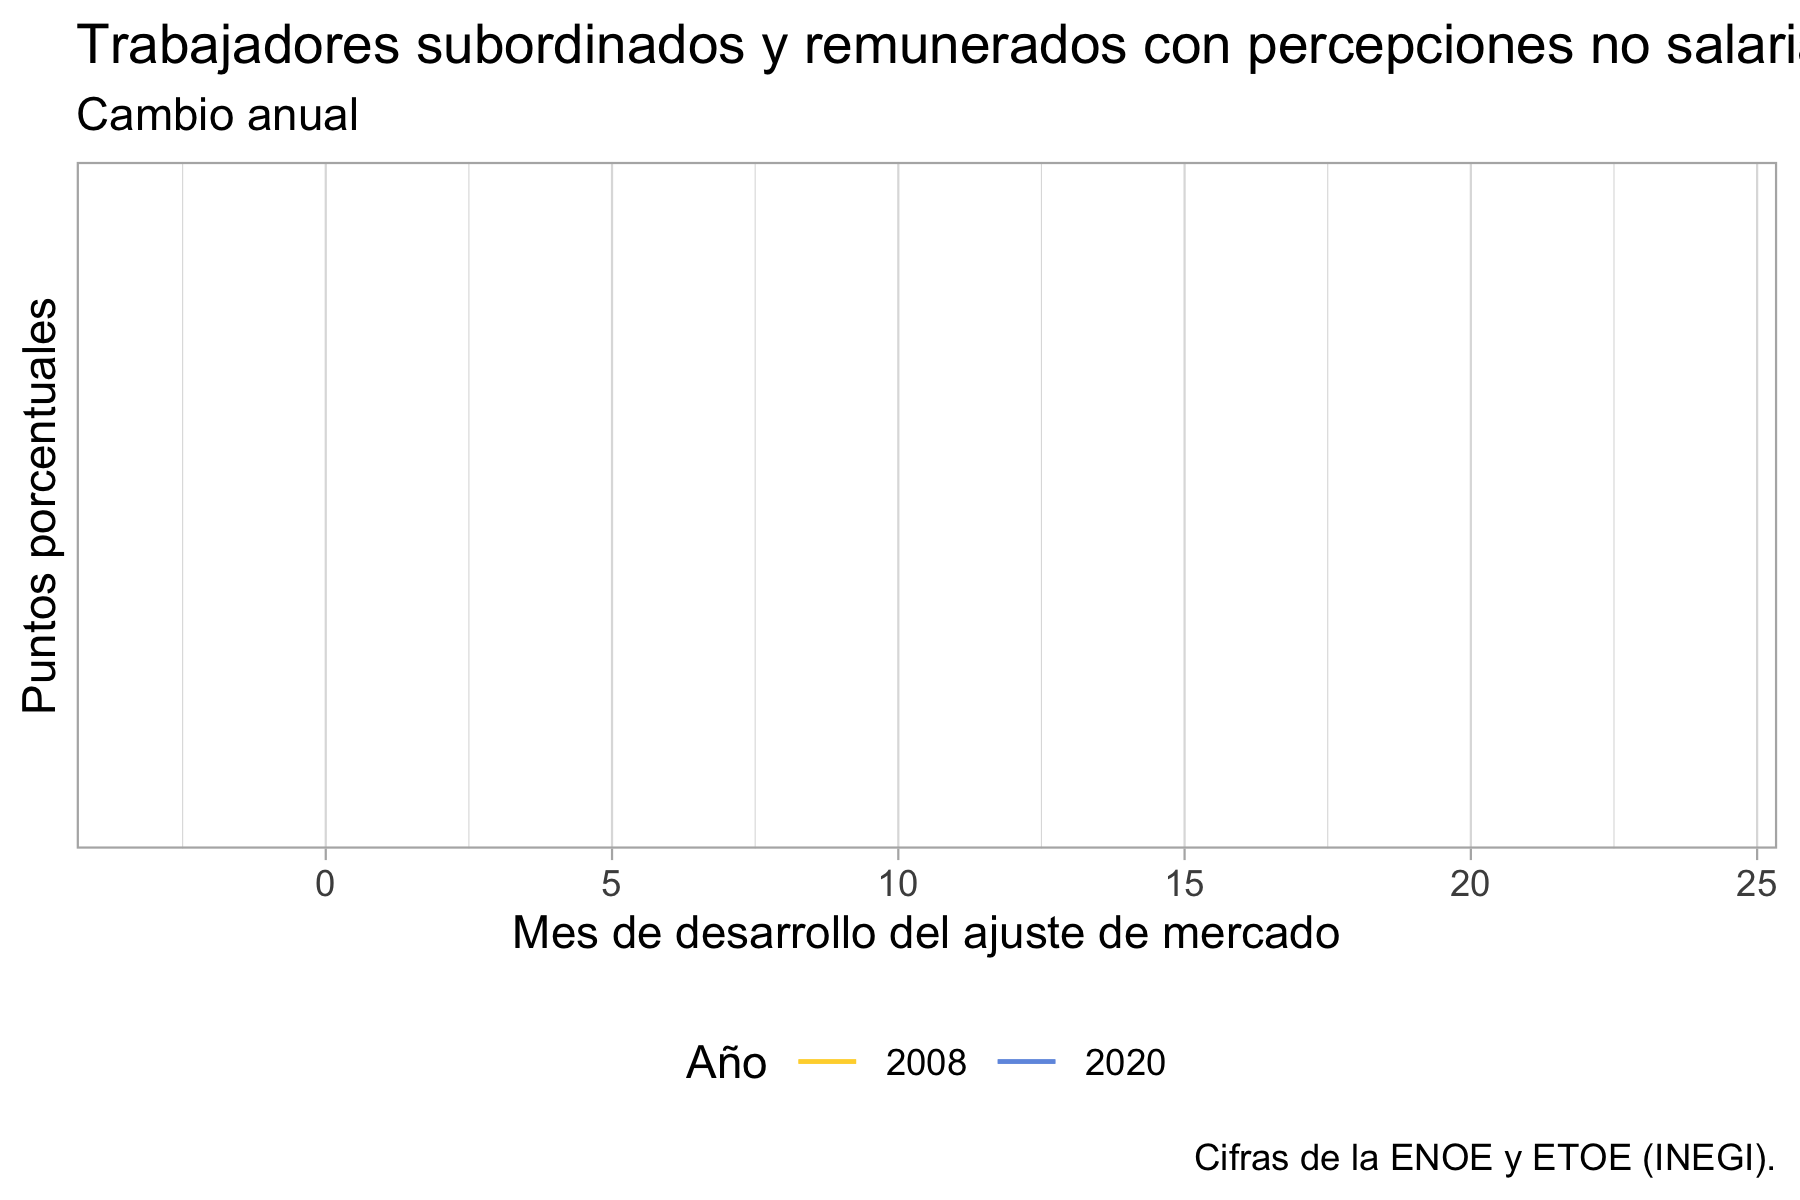 Trabajadores subordinados y remunerados con percepciones no
Cambio anual
Puntos porcentuales
0 5 10 15 20 25
Mes de desarrollo del ajuste de mercado
Año 2008 2020
Cifras de la ENOE y ETOE (INEGI).